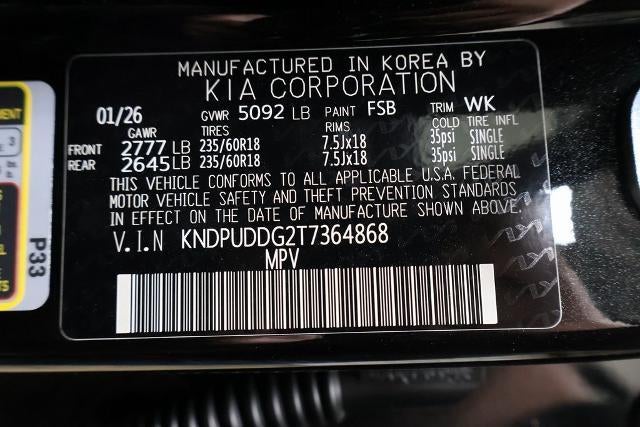 MANUFACTURED IN KOREA BY
KIA CORPORATION
01/26 GVWR 5092 LB PAINT FSB TRIM WK
GAWR TIRES RIMS COLD TIRE INFL
FRONT 2777 LB 235/60R18 7.5Jx18 35psi SINGLE
REAR 2645 LB 235/60R18 7.5Jx18 35psi SINGLE
THIS VEHICLE CONFORMS TO ALL APPLICABLE U.S.A. FEDERAL
MOTOR VEHICLE SAFETY AND THEFT PREVENTION STANDARDS
IN EFFECT ON THE DATE OF MANUFACTURE SHOWN ABOVE.
V.I.N KNDPUDDG2T7364868
MPV
P33